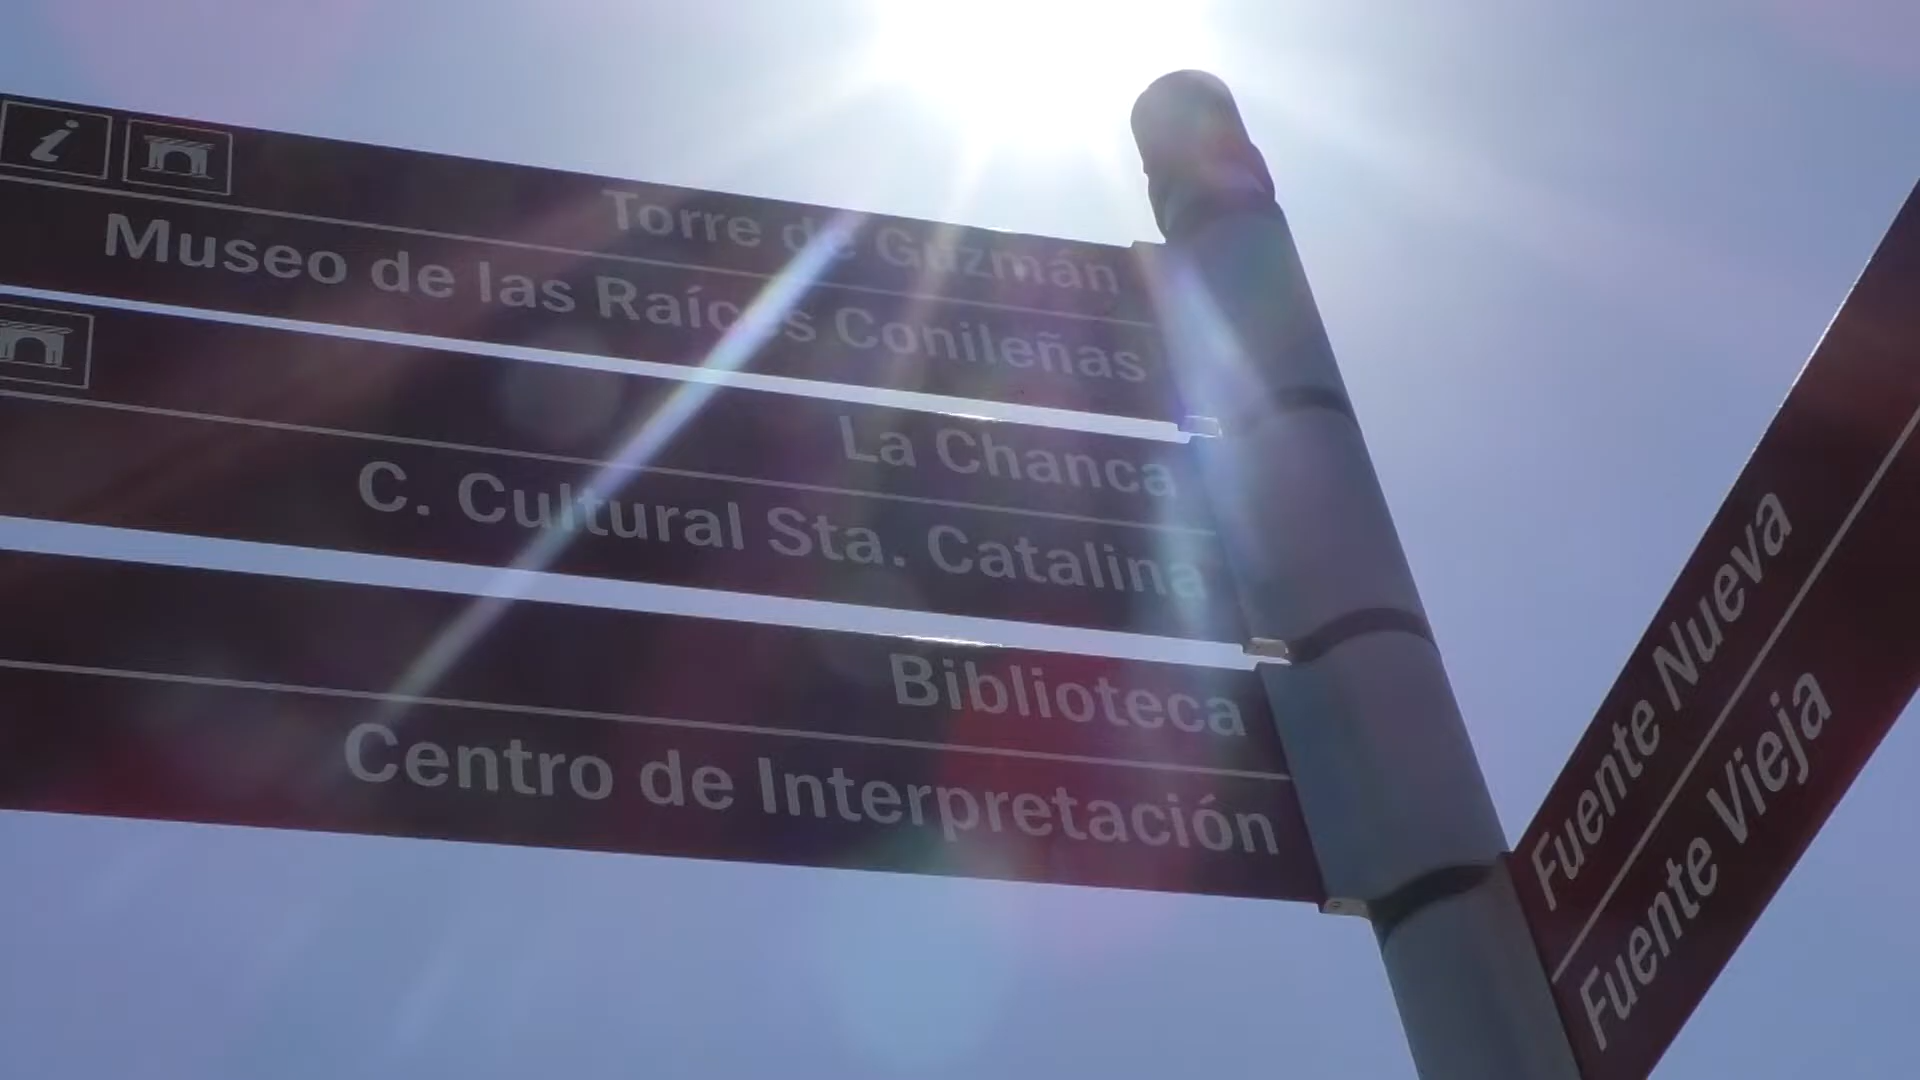 Torre de Guzmán
Museo de las Raíces Conileñas
La Chanca
C. Cultural Sta. Catalina
Biblioteca
Centro de Interpretación
Fuente Nueva
Fuente Vieja